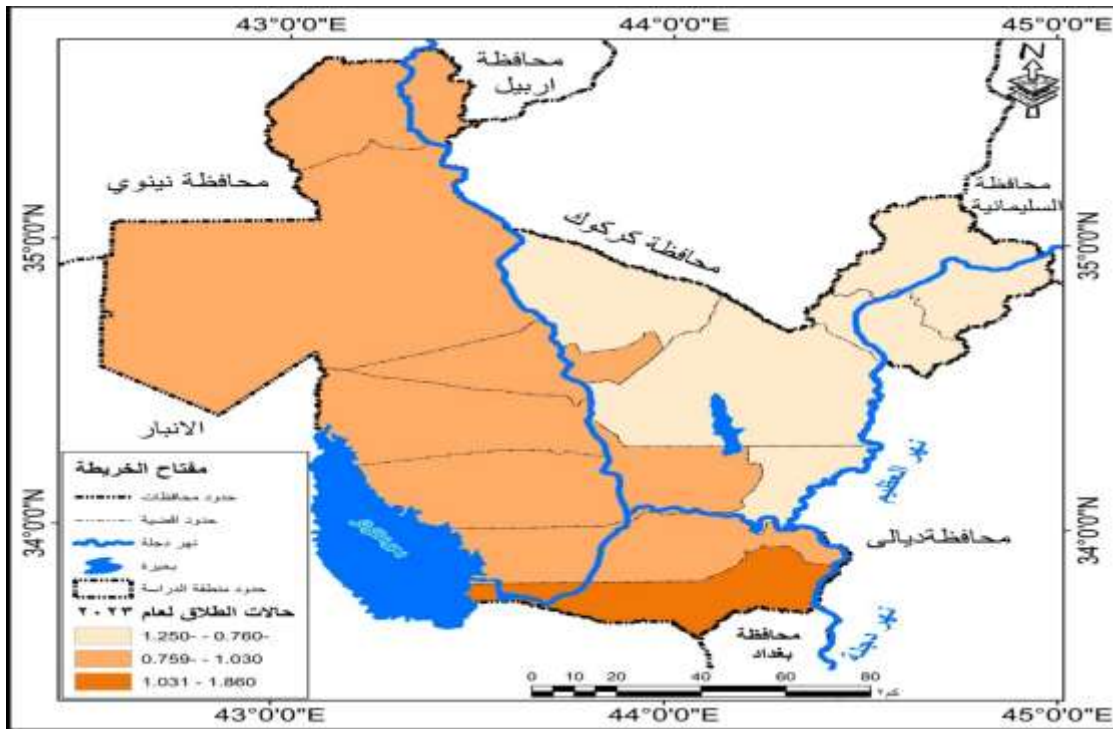 43°0'0"E 44°0'0"E 45°0'0"E
N
محافظة
اربيل
محافظة نينوي
محافظة
السليمانية
محافظة كركوك
35°0'0"N 35°0'0"N
الانبار
نهر العظيم
34°0'0"N 34°0'0"N
محافظة ديالى
نهر دجلة
محافظة
بغداد
مفتاح الخريطة
حدود محافظات
حدود اقضية
نهر دجلة
بحيرة
حدود منطقة الدراسة
حالات الطلاق لعام ٢٠٢٣
1.250- - 0.760-
0.759- - 1.030
1.031 - 1.860
0 10 20 40 60 80
كم٢
43°0'0"E 44°0'0"E 45°0'0"E